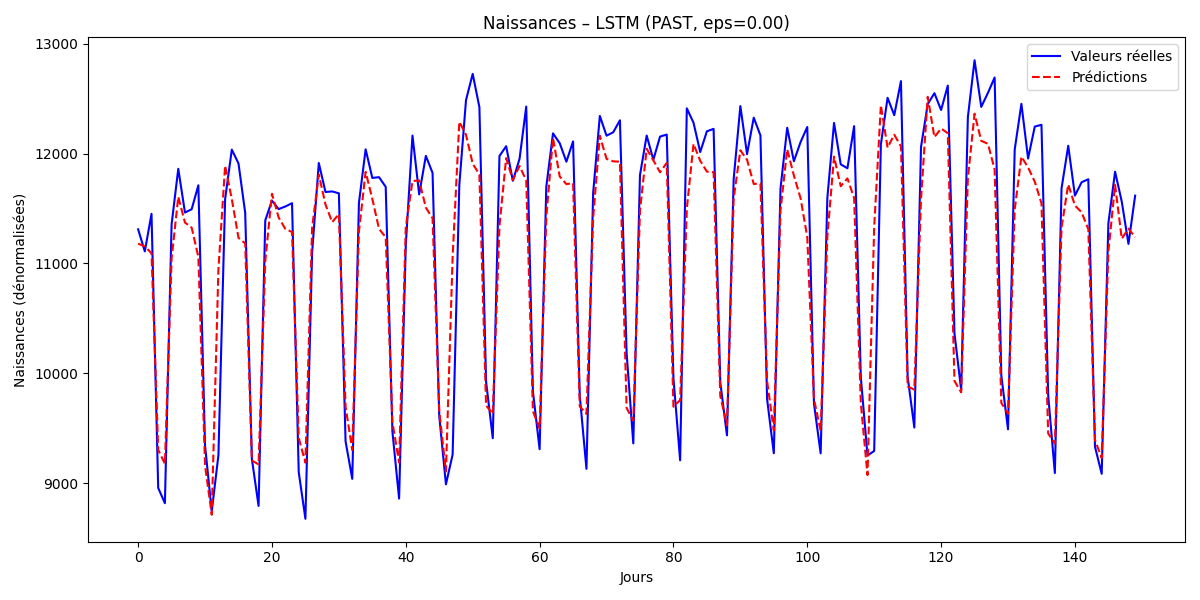 Naissances – LSTM (PAST, eps=0.00)
Valeurs réelles
Prédictions
Naissances (dénormalisées)
13000
12000
11000
10000
9000
0 20 40 60 80 100 120 140
Jours